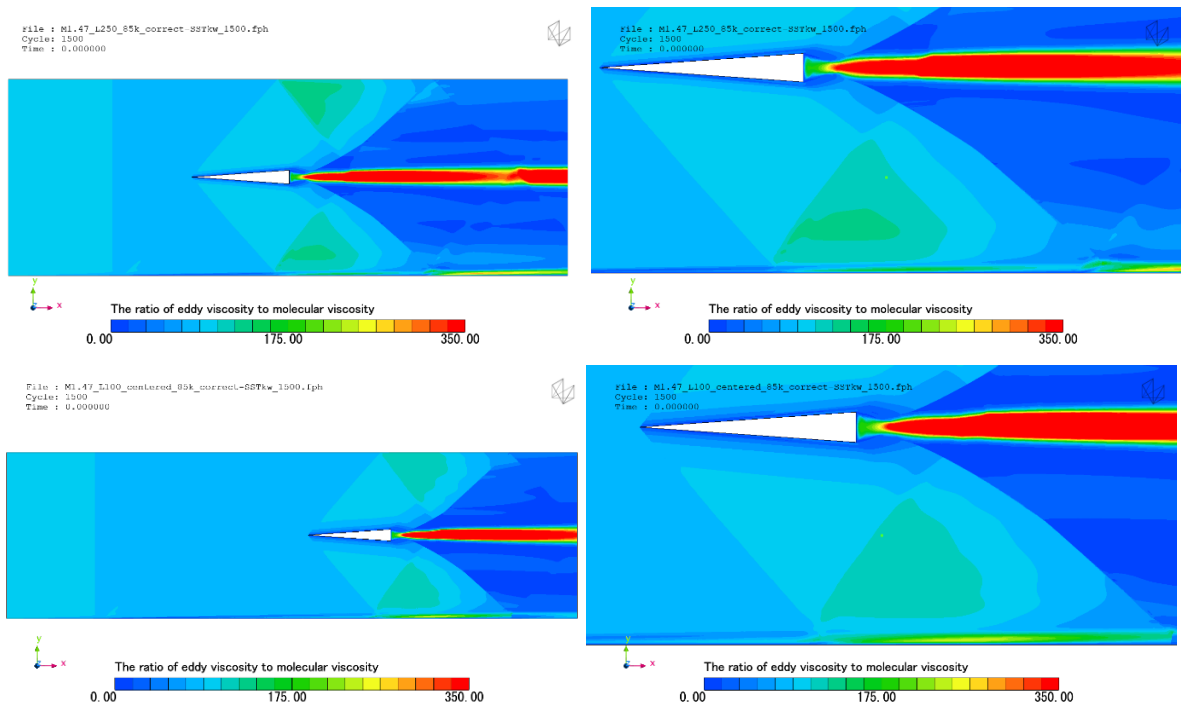 File : M1.47_L250_85k_correct-SSTkw_1500.fph
Cycle: 1500
Time : 0.000000
y
z
x
The ratio of eddy viscosity to molecular viscosity
0.00 175.00 350.00
File : M1.47_L250_85k_correct-SSTkw_1500.fph
Cycle: 1500
Time : 0.000000
y
z
x
The ratio of eddy viscosity to molecular viscosity
0.00 175.00 350.00
File : M1.47_L100_centered_85k_correct-SSTkw_1500.fph
Cycle: 1500
Time : 0.000000
y
z
x
The ratio of eddy viscosity to molecular viscosity
0.00 175.00 350.00
File : M1.47_L100_centered_85k_correct-SSTkw_1500.fph
Cycle: 1500
Time : 0.000000
y
z
x
The ratio of eddy viscosity to molecular viscosity
0.00 175.00 350.00